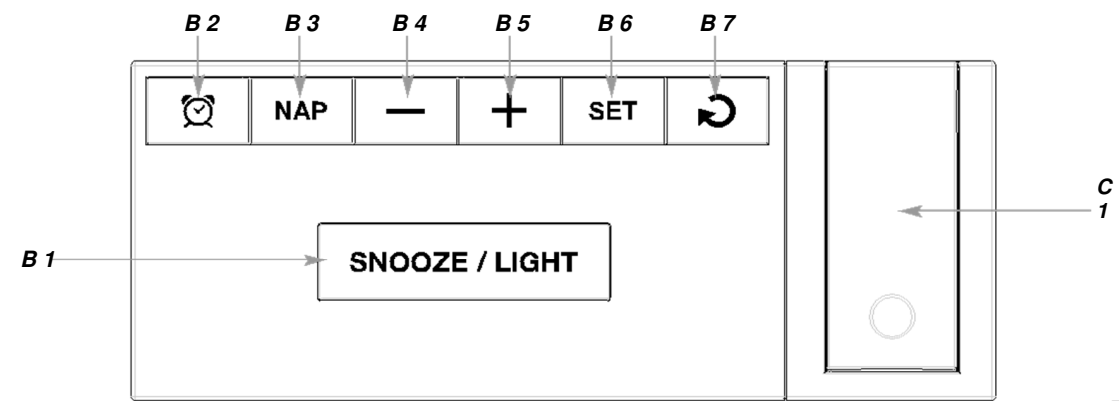 B 2 B 3 B 4 B 5 B 6 B 7
NAP SET
C
1
B 1 SNOOZE / LIGHT